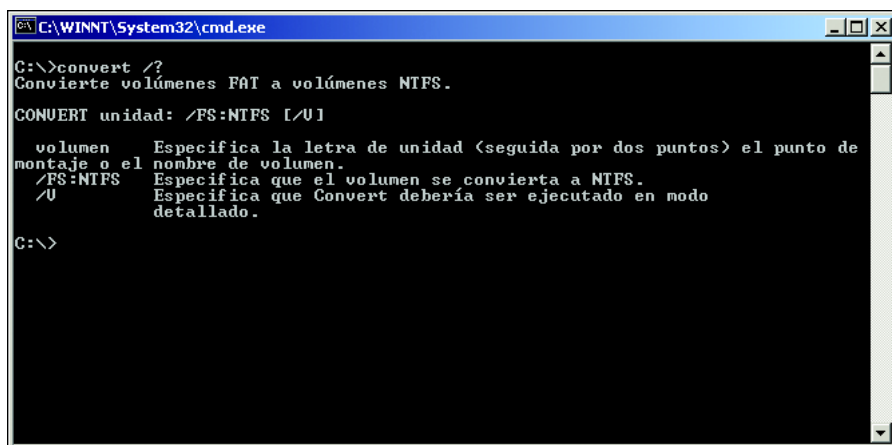 C:\WINNT\System32\cmd.exe
C:\>convert /?
Convierte volúmenes FAT a volúmenes NTFS.
CONVERT unidad: /FS:NTFS [/V]
volumen Especifica la letra de unidad (seguida por dos puntos) el punto de
montaje o el nombre de volumen.
/FS:NTFS Especifica que el volumen se convierta a NTFS.
/V Especifica que Convert debería ser ejecutado en modo
detallado.
C:\>